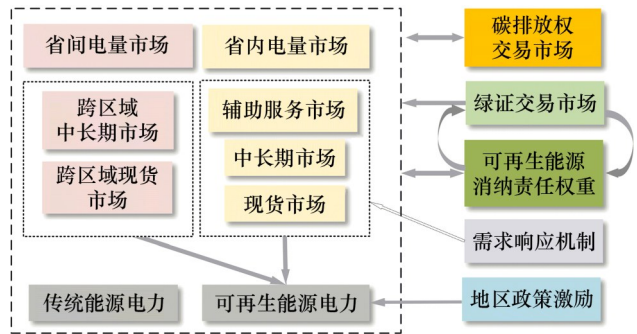 省间电量市场
省内电量市场
跨区域
中长期市场
跨区域现货
市场
辅助服务市场
中长期市场
现货市场
传统能源电力
可再生能源电力
碳排放权
交易市场
绿证交易市场
可再生能源
消纳责任权重
需求响应机制
地区政策激励